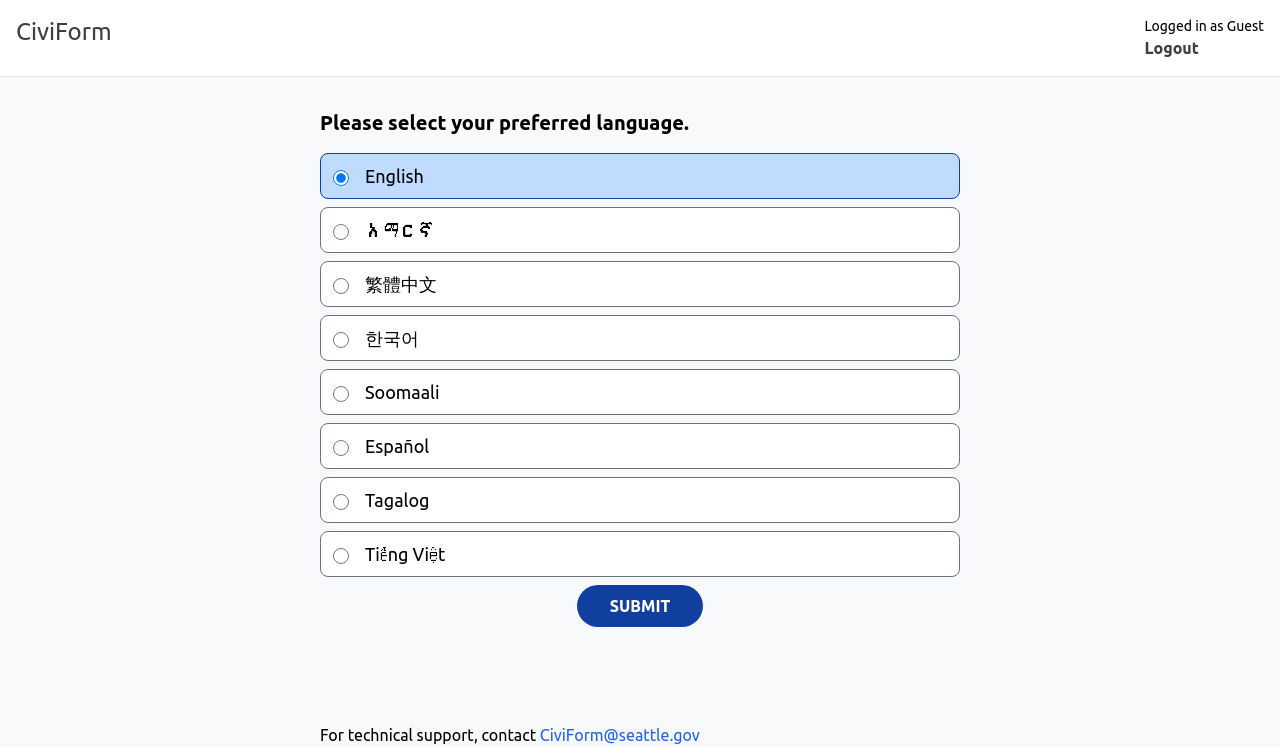 CiviForm
Logged in as Guest
Logout
Please select your preferred language.
English
አማርኛ
繁體中文
한국어
Soomaali
Español
Tagalog
Tiếng Việt
SUBMIT
For technical support, contact CiviForm@seattle.gov